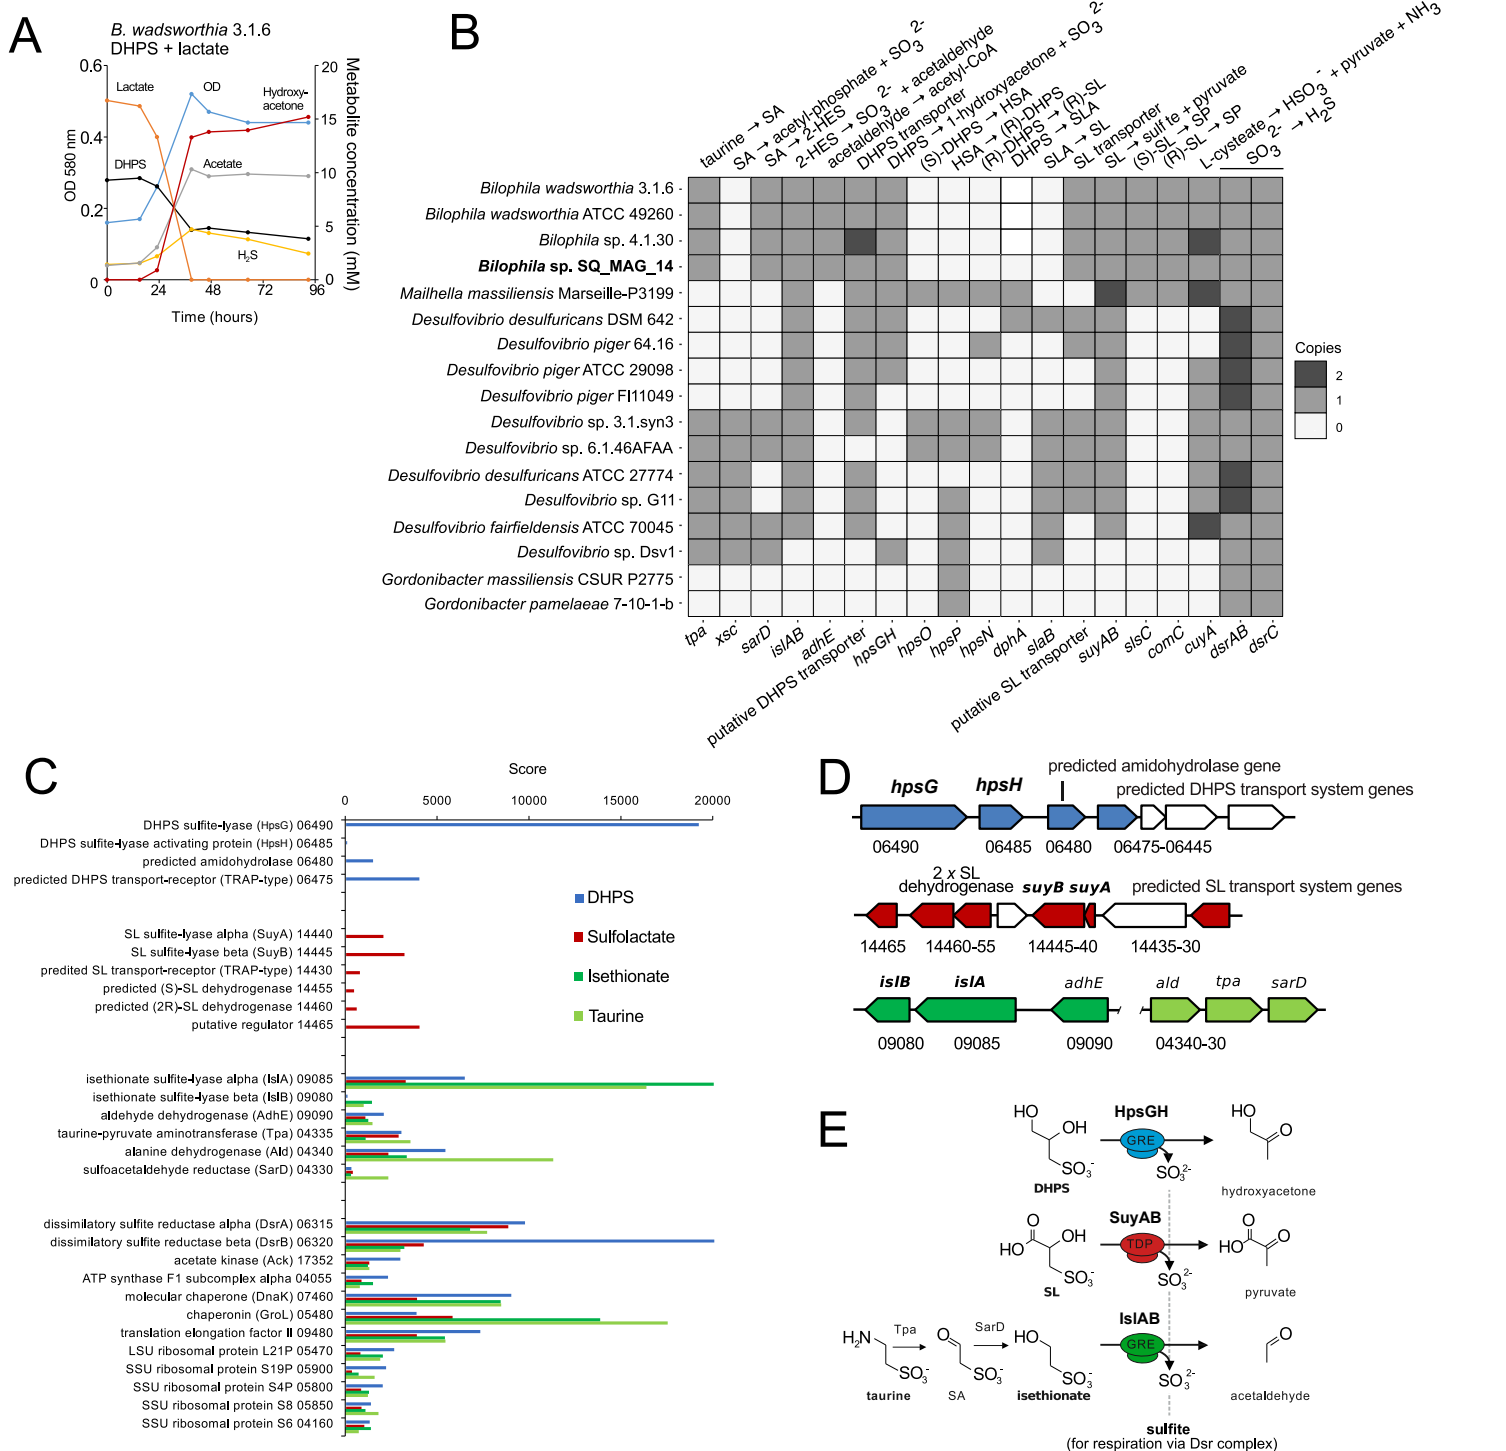 A
B. wadsworthia 3.1.6
DHPS + lactate
0.6
0.4
0.2
0
OD 580 nm
20
15
10
5
0
Metabolite concentration (mM)
Lactate
OD
Hydroxy-
acetone
DHPS
Acetate
H2S
0 24 48 72 96
Time (hours)
B
taurine → SA
SA → acetyl-phosphate + SO3 2-
SA → 2-HES
2-HES → SO3 2- + acetaldehyde
acetaldehyde → acetyl-CoA
DHPS transporter
DHPS → 1-hydroxyacetone + SO3 2-
(S)-DHPS → HSA
HSA → (R)-DHPS
(R)-DHPS → (R)-SL
DHPS → SLA
SLA → SL
SL transporter
SL → sulfite + pyruvate
(S)-SL → SP
(R)-SL → SP
L-cysteate → HSO3 - + pyruvate + NH3
SO3 2- → H2S
Bilophila wadsworthia 3.1.6
Bilophila wadsworthia ATCC 49260
Bilophila sp. 4.1.30
Bilophila sp. SQ_MAG_14
Mailhella massiliensis Marseille-P3199
Desulfovibrio desulfuricans DSM 642
Desulfovibrio piger 64.16
Desulfovibrio piger ATCC 29098
Desulfovibrio piger FI11049
Desulfovibrio sp. 3.1.syn3
Desulfovibrio sp. 6.1.46AFAA
Desulfovibrio desulfuricans ATCC 27774
Desulfovibrio sp. G11
Desulfovibrio fairfieldensis ATCC 70045
Desulfovibrio sp. Dsv1
Gordonibacter massiliensis CSUR P2775
Gordonibacter pamelaeae 7-10-1-b
Copies
2
1
0
tpa
xsc
sarD
islAB
adhE
putative DHPS transporter
hpsGH
hpsO
hpsP
hpsN
dphA
slaB
putative SL transporter
suyAB
slsC
comC
cuyA
dsrAB
dsrC
C
Score
0 5000 10000 15000 20000
DHPS sulfite-lyase (HpsG) 06490
DHPS sulfite-lyase activating protein (HpsH) 06485
predicted amidohydrolase 06480
predicted DHPS transport-receptor (TRAP-type) 06475
SL sulfite-lyase alpha (SuyA) 14440
SL sulfite-lyase beta (SuyB) 14445
predited SL transport-receptor (TRAP-type) 14430
predicted (S)-SL dehydrogenase 14455
predicted (2R)-SL dehydrogenase 14460
putative regulator 14465
isethionate sulfite-lyase alpha (IslA) 09085
isethionate sulfite-lyase beta (IslB) 09080
aldehyde dehydrogenase (AdhE) 09090
taurine-pyruvate aminotransferase (Tpa) 04335
alanine dehydrogenase (Ald) 04340
sulfoacetaldehyde reductase (SarD) 04330
dissimilatory sulfite reductase alpha (DsrA) 06315
dissimilatory sulfite reductase beta (DsrB) 06320
acetate kinase (Ack) 17352
ATP synthase F1 subcomplex alpha 04055
molecular chaperone (DnaK) 07460
chaperonin (GroL) 05480
translation elongation factor II 09480
LSU ribosomal protein L21P 05470
SSU ribosomal protein S19P 05900
SSU ribosomal protein S4P 05800
SSU ribosomal protein S8 05850
SSU ribosomal protein S6 04160
DHPS
Sulfolactate
Isethionate
Taurine
D
predicted amidohydrolase gene
hpsG hpsH predicted DHPS transport system genes
06490 06485 06480 06475-06445
2 x SL
dehydrogenase suyB suyA predicted SL transport system genes
14465 14460-55 14445-40 14435-30
islB islA adhE ald tpa sarD
09080 09085 09090 04340-30
E
HO OH SO3-
DHPS
HpsGH
GRE
SO3 2-
HO O
hydroxyacetone
O HO OH SO3-
SL
SuyAB
TDP
SO3 2-
O HO O
pyruvate
H2N SO3-
taurine
Tpa
O SO3-
SA
SarD
HO SO3-
isethionate
IslAB
GRE
SO3 2-
O
acetaldehyde
sulfite
(for respiration via Dsr complex)